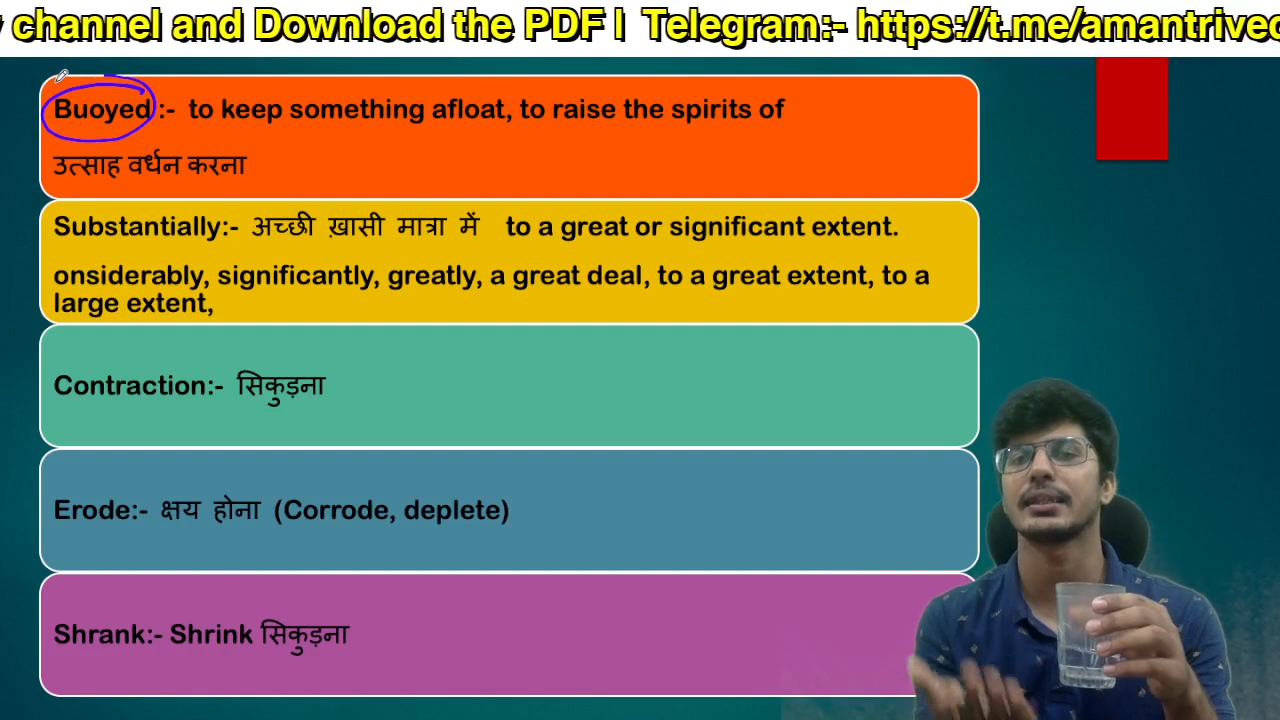 channel and Download the PDF | Telegram:- https://t.me/amantrived
Buoyed :- to keep something afloat, to raise the spirits of
उत्साह वर्धन करना
Substantially:- अच्छी ख़ासी मात्रा में to a great or significant extent.
onsiderably, significantly, greatly, a great deal, to a great extent, to a
large extent,
Contraction:- सिकुड़ना
Erode:- क्षय होना (Corrode, deplete)
Shrank:- Shrink सिकुड़ना